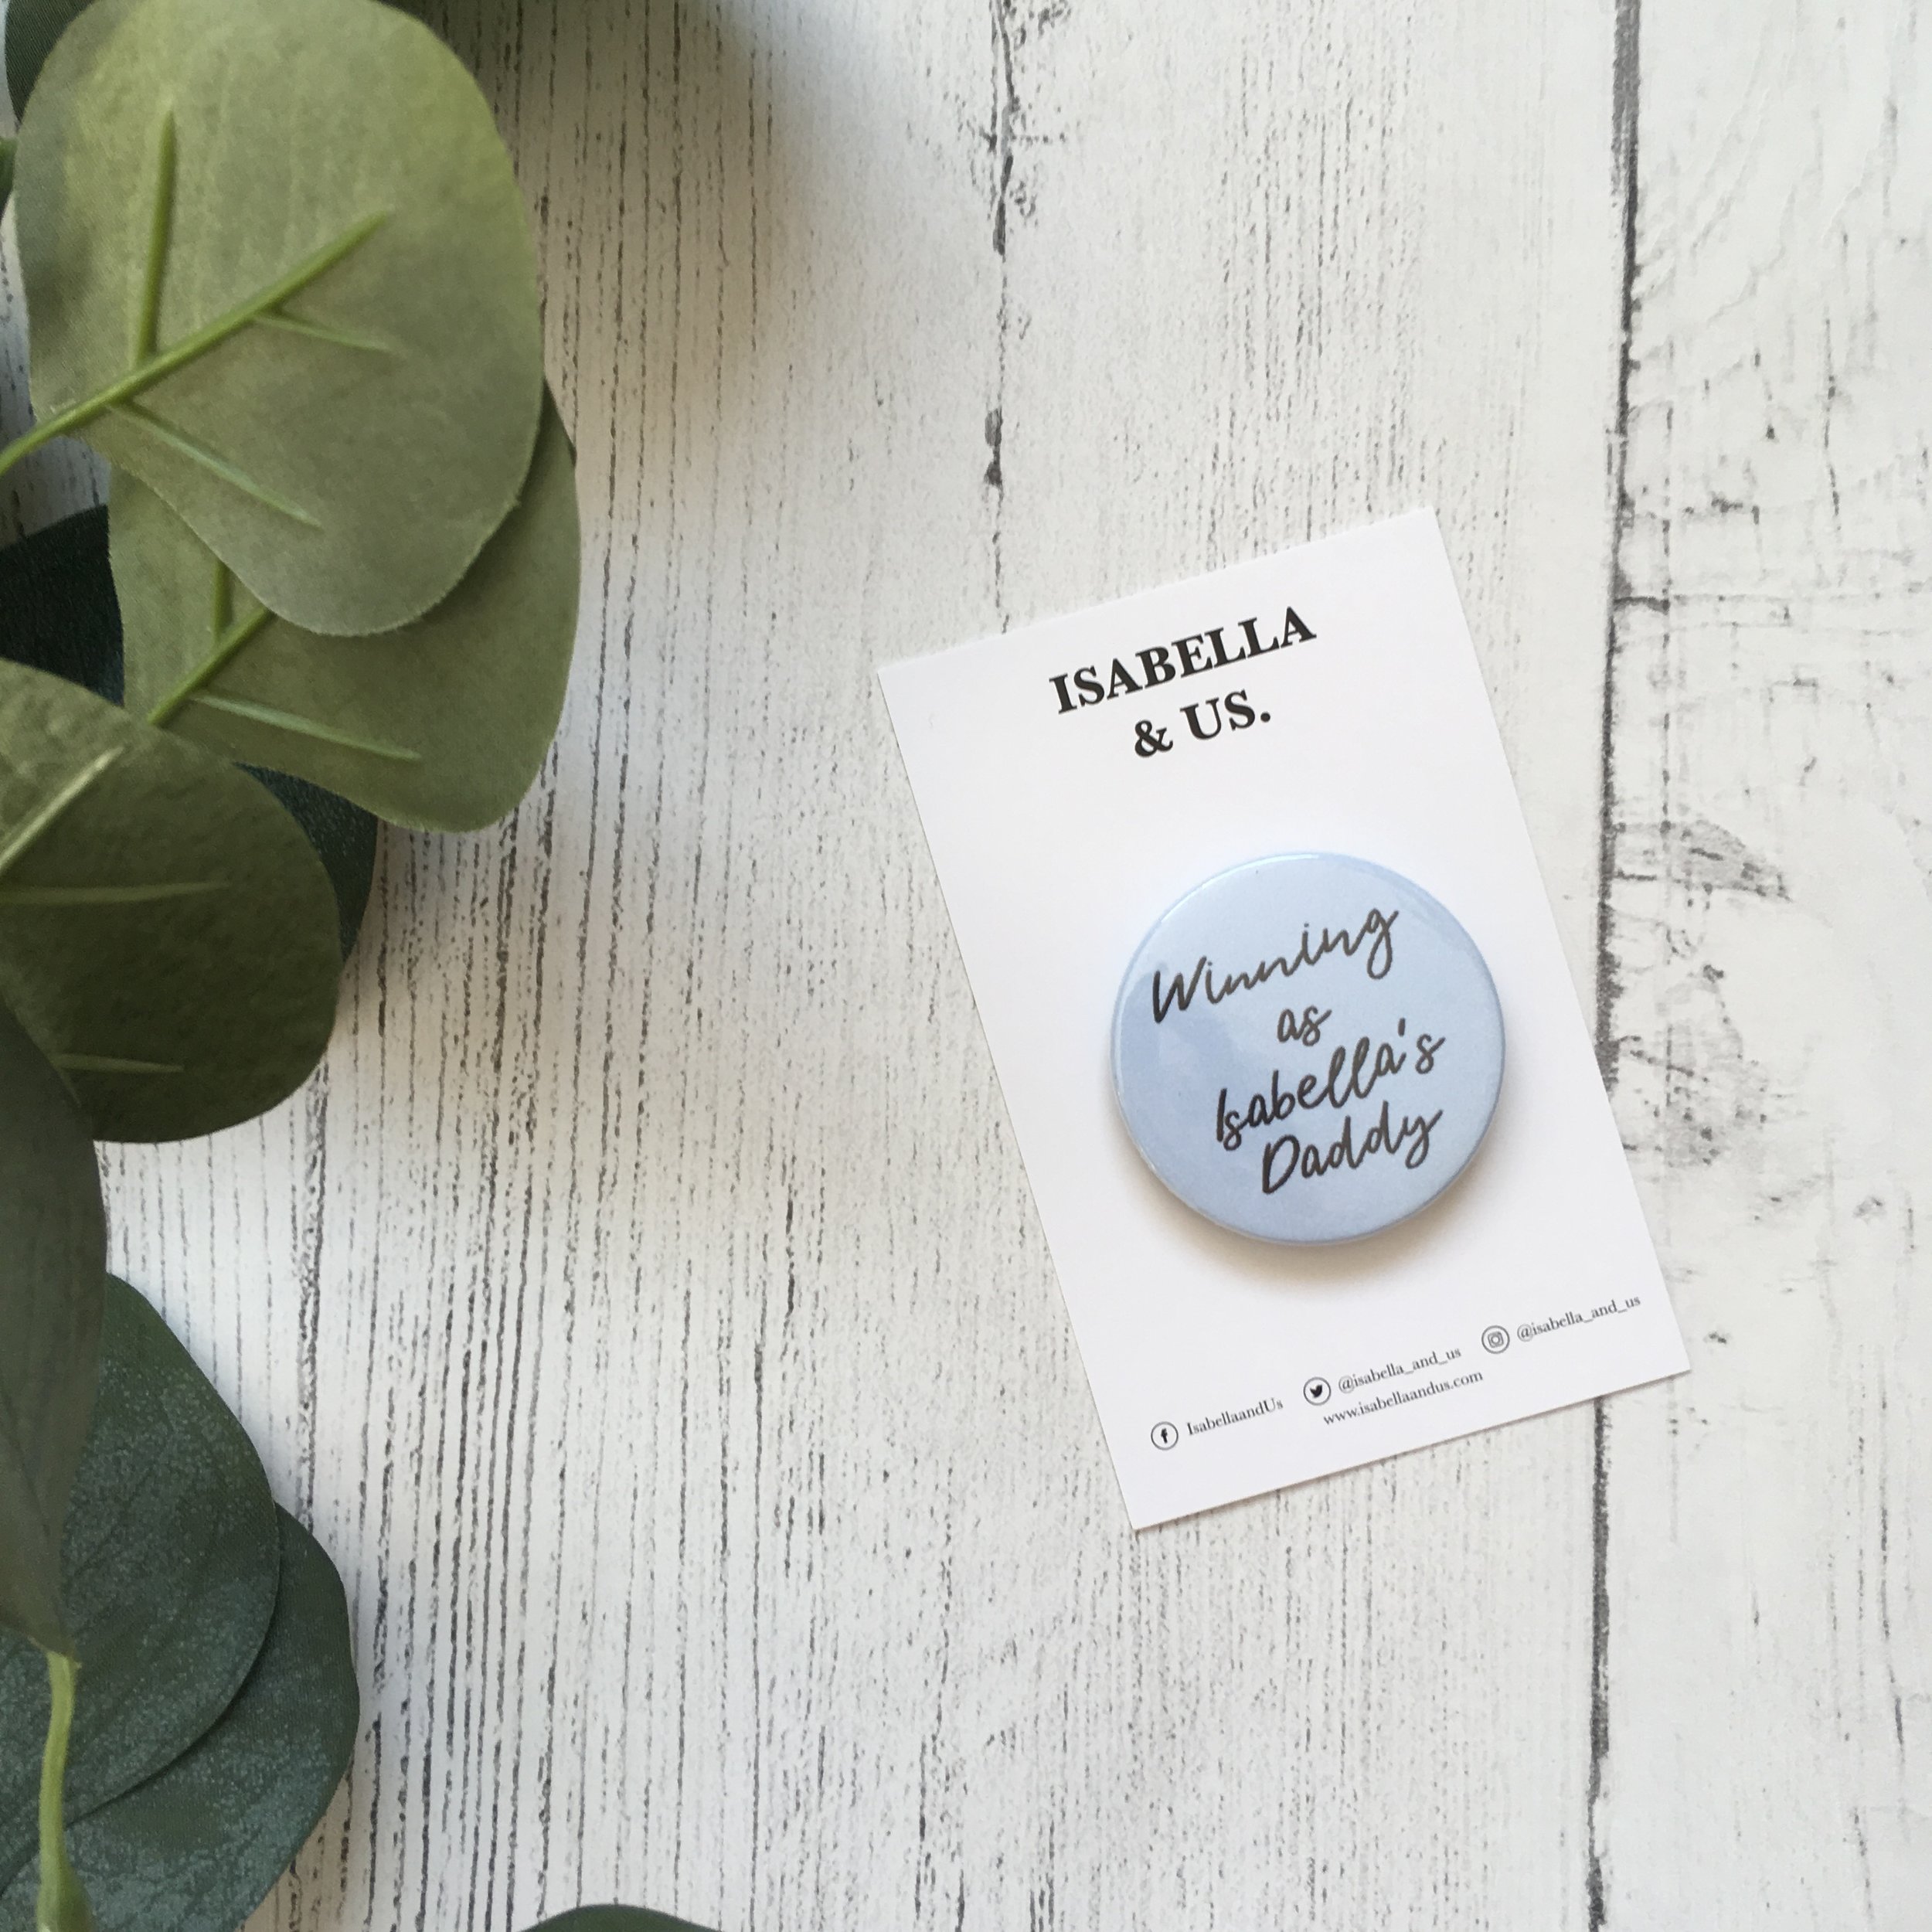 ISABELLA
& US.
Winning
as
Isabella's
Daddy
IsabellaandUs @isabella_and_us @isabella_and_us
www.isabellaandus.com